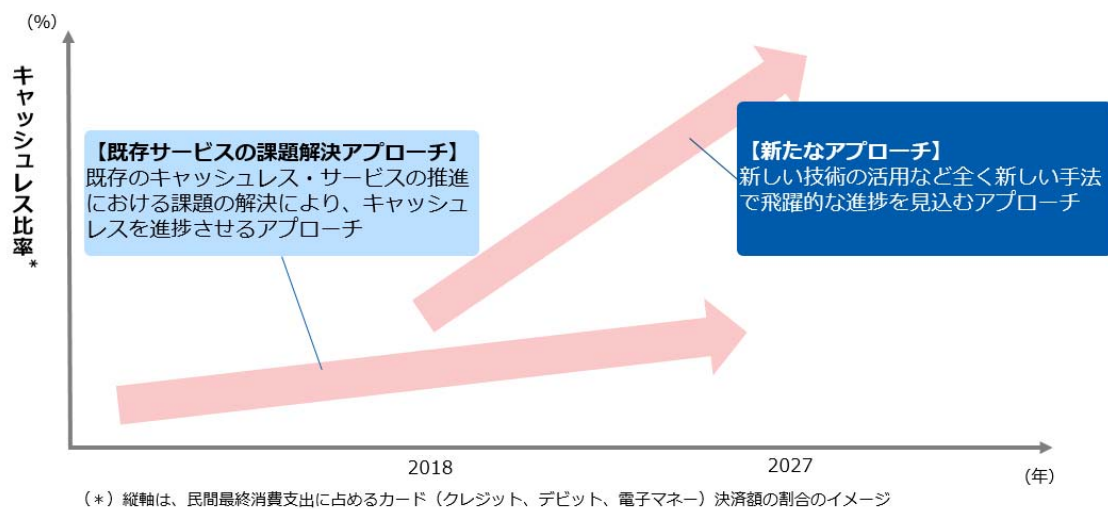 (%)
キャッシュレス比率*
【既存サービスの課題解決アプローチ】
既存のキャッシュレス・サービスの推進
における課題の解決により、キャッシュ
レスを進捗させるアプローチ
【新たなアプローチ】
新しい技術の活用など全く新しい手法
で飛躍的な進捗を見込むアプローチ
2018
2027
(年)
(*)縦軸は、民間最終消費支出に占めるカード(クレジット、デビット、電子マネー)決済額の割合のイメージ